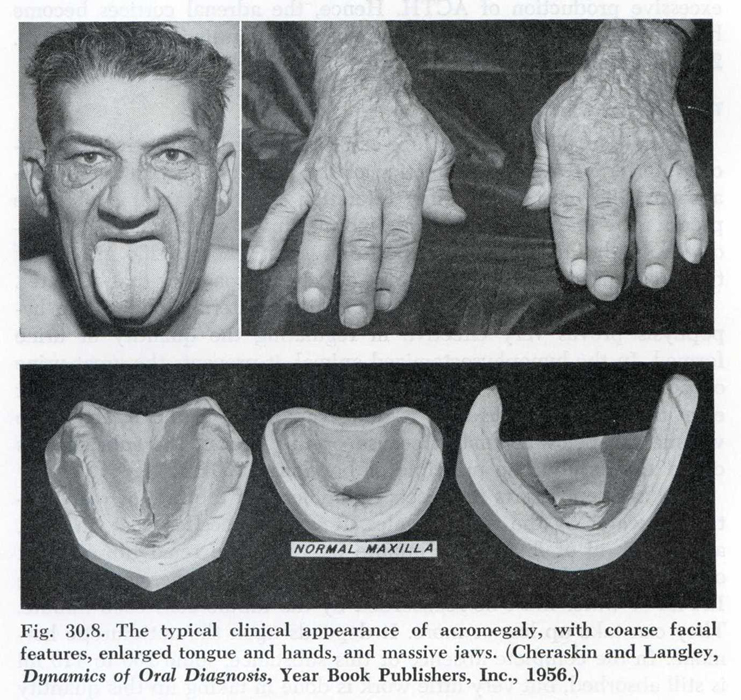 excessive production of ACTH. Hence, the adrenal cortices become
NORMAL MAXILLA
Fig. 30.8. The typical clinical appearance of acromegaly, with coarse facial
features, enlarged tongue and hands, and massive jaws. (Cheraskin and Langley,
Dynamics of Oral Diagnosis, Year Book Publishers, Inc., 1956.)